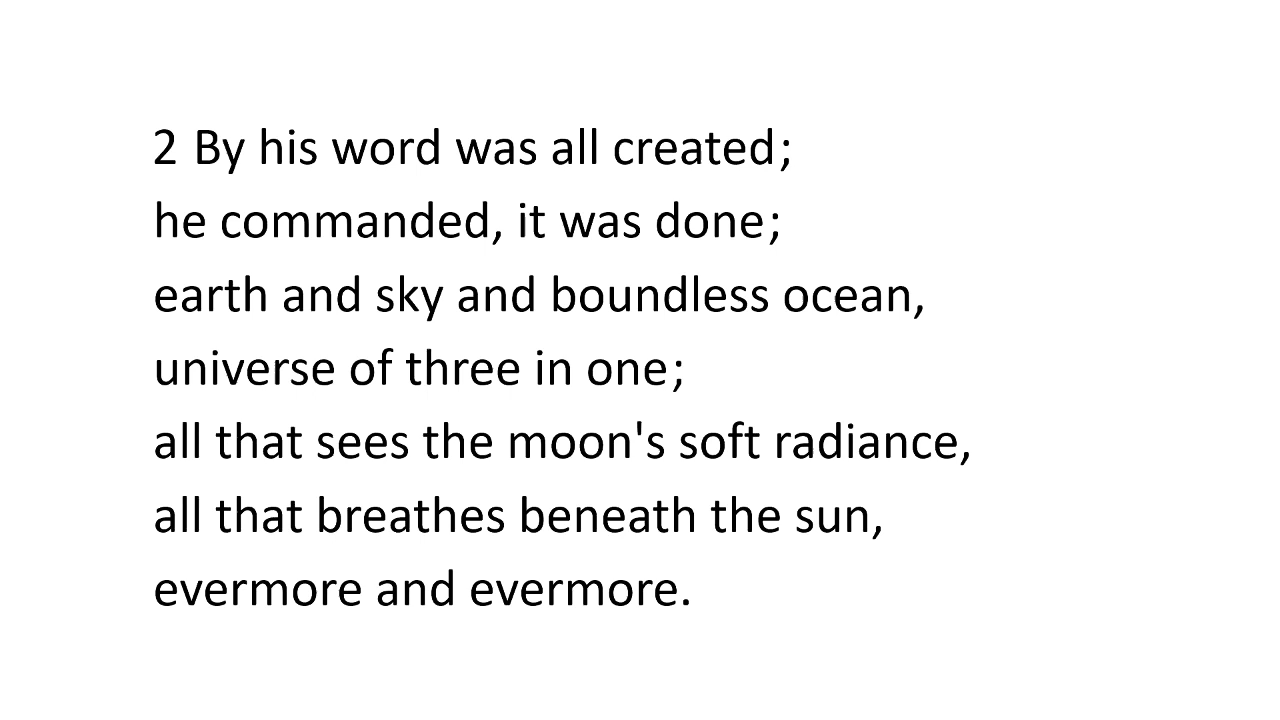 2 By his word was all created;
he commanded, it was done;
earth and sky and boundless ocean,
universe of three in one;
all that sees the moon's soft radiance,
all that breathes beneath the sun,
evermore and evermore.